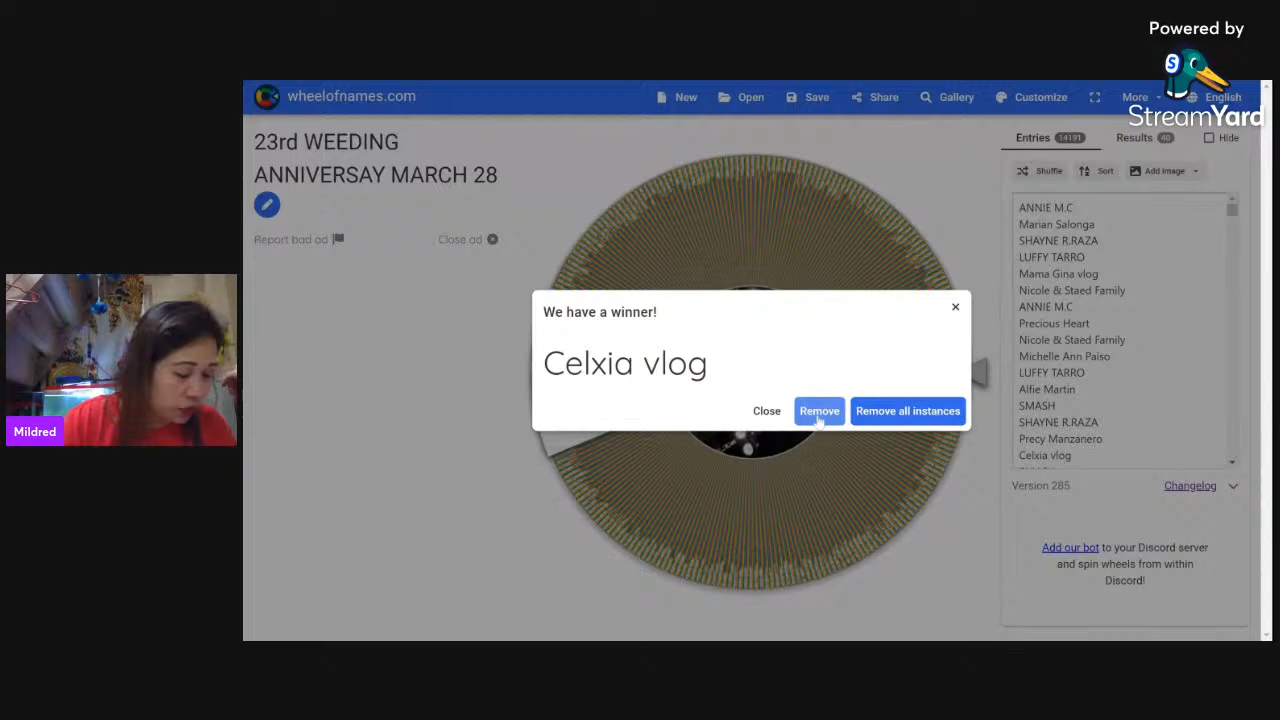 Powered by
StreamYard
wheelofnames.com
New
Open
Save
Share
Gallery
Customize
More
English
23rd WEEDING
ANNIVERSAY MARCH 28
Report bad ad
Close ad
Entries 14191
Results 40
Hide
Shuffle
Sort
Add image
ANNIE M.C
Marian Salonga
SHAYNE R.RAZA
LUFFY TARRO
Mama Gina vlog
Nicole & Staed Family
ANNIE M.C
Precious Heart
Nicole & Staed Family
Michelle Ann Paiso
LUFFY TARRO
Alfie Martin
SMASH
SHAYNE R.RAZA
Precy Manzanero
Celxia vlog
We have a winner!
Celxia vlog
Close
Remove
Remove all instances
Version 285
Changelog
Add our bot to your Discord server
and spin wheels from within
Discord!
Mildred